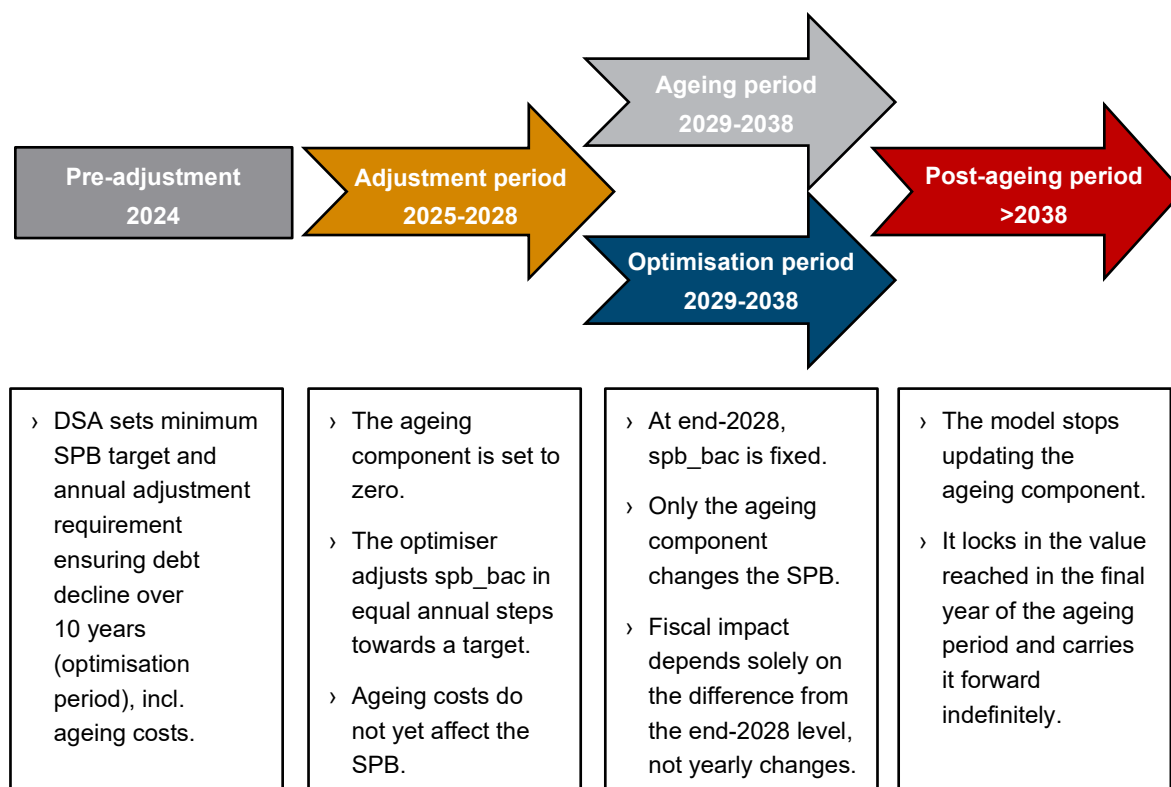 Pre-adjustment
2024
Adjustment period
2025-2028
Ageing period
2029-2038
Optimisation period
2029-2038
Post-ageing period
>2038
› DSA sets minimum
SPB target and
annual adjustment
requirement
ensuring debt
decline over
10 years
(optimisation
period), incl.
ageing costs.
› The ageing
component is set to
zero.
› The optimiser
adjusts spb_bac in
equal annual steps
towards a target.
› Ageing costs do
not yet affect the
SPB.
› At end-2028,
spb_bac is fixed.
› Only the ageing
component
changes the SPB.
› Fiscal impact
depends solely on
the difference from
the end-2028 level,
not yearly changes.
› The model stops
updating the
ageing component.
› It locks in the value
reached in the final
year of the ageing
period and carries
it forward
indefinitely.